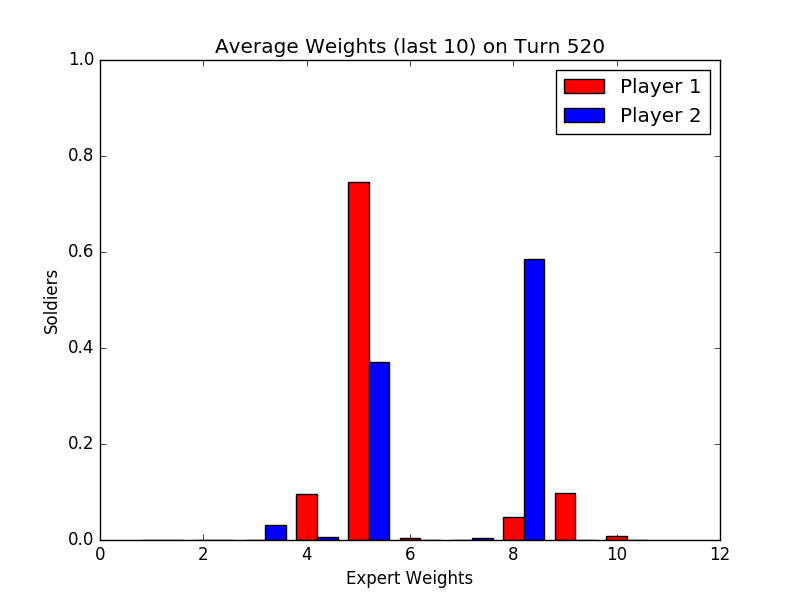 Average Weights (last 10) on Turn 520
1.0
Player 1
Player 2
0.8
0.6
Soldiers
0.4
0.2
0.0
0 2 4 6 8 10 12
Expert Weights